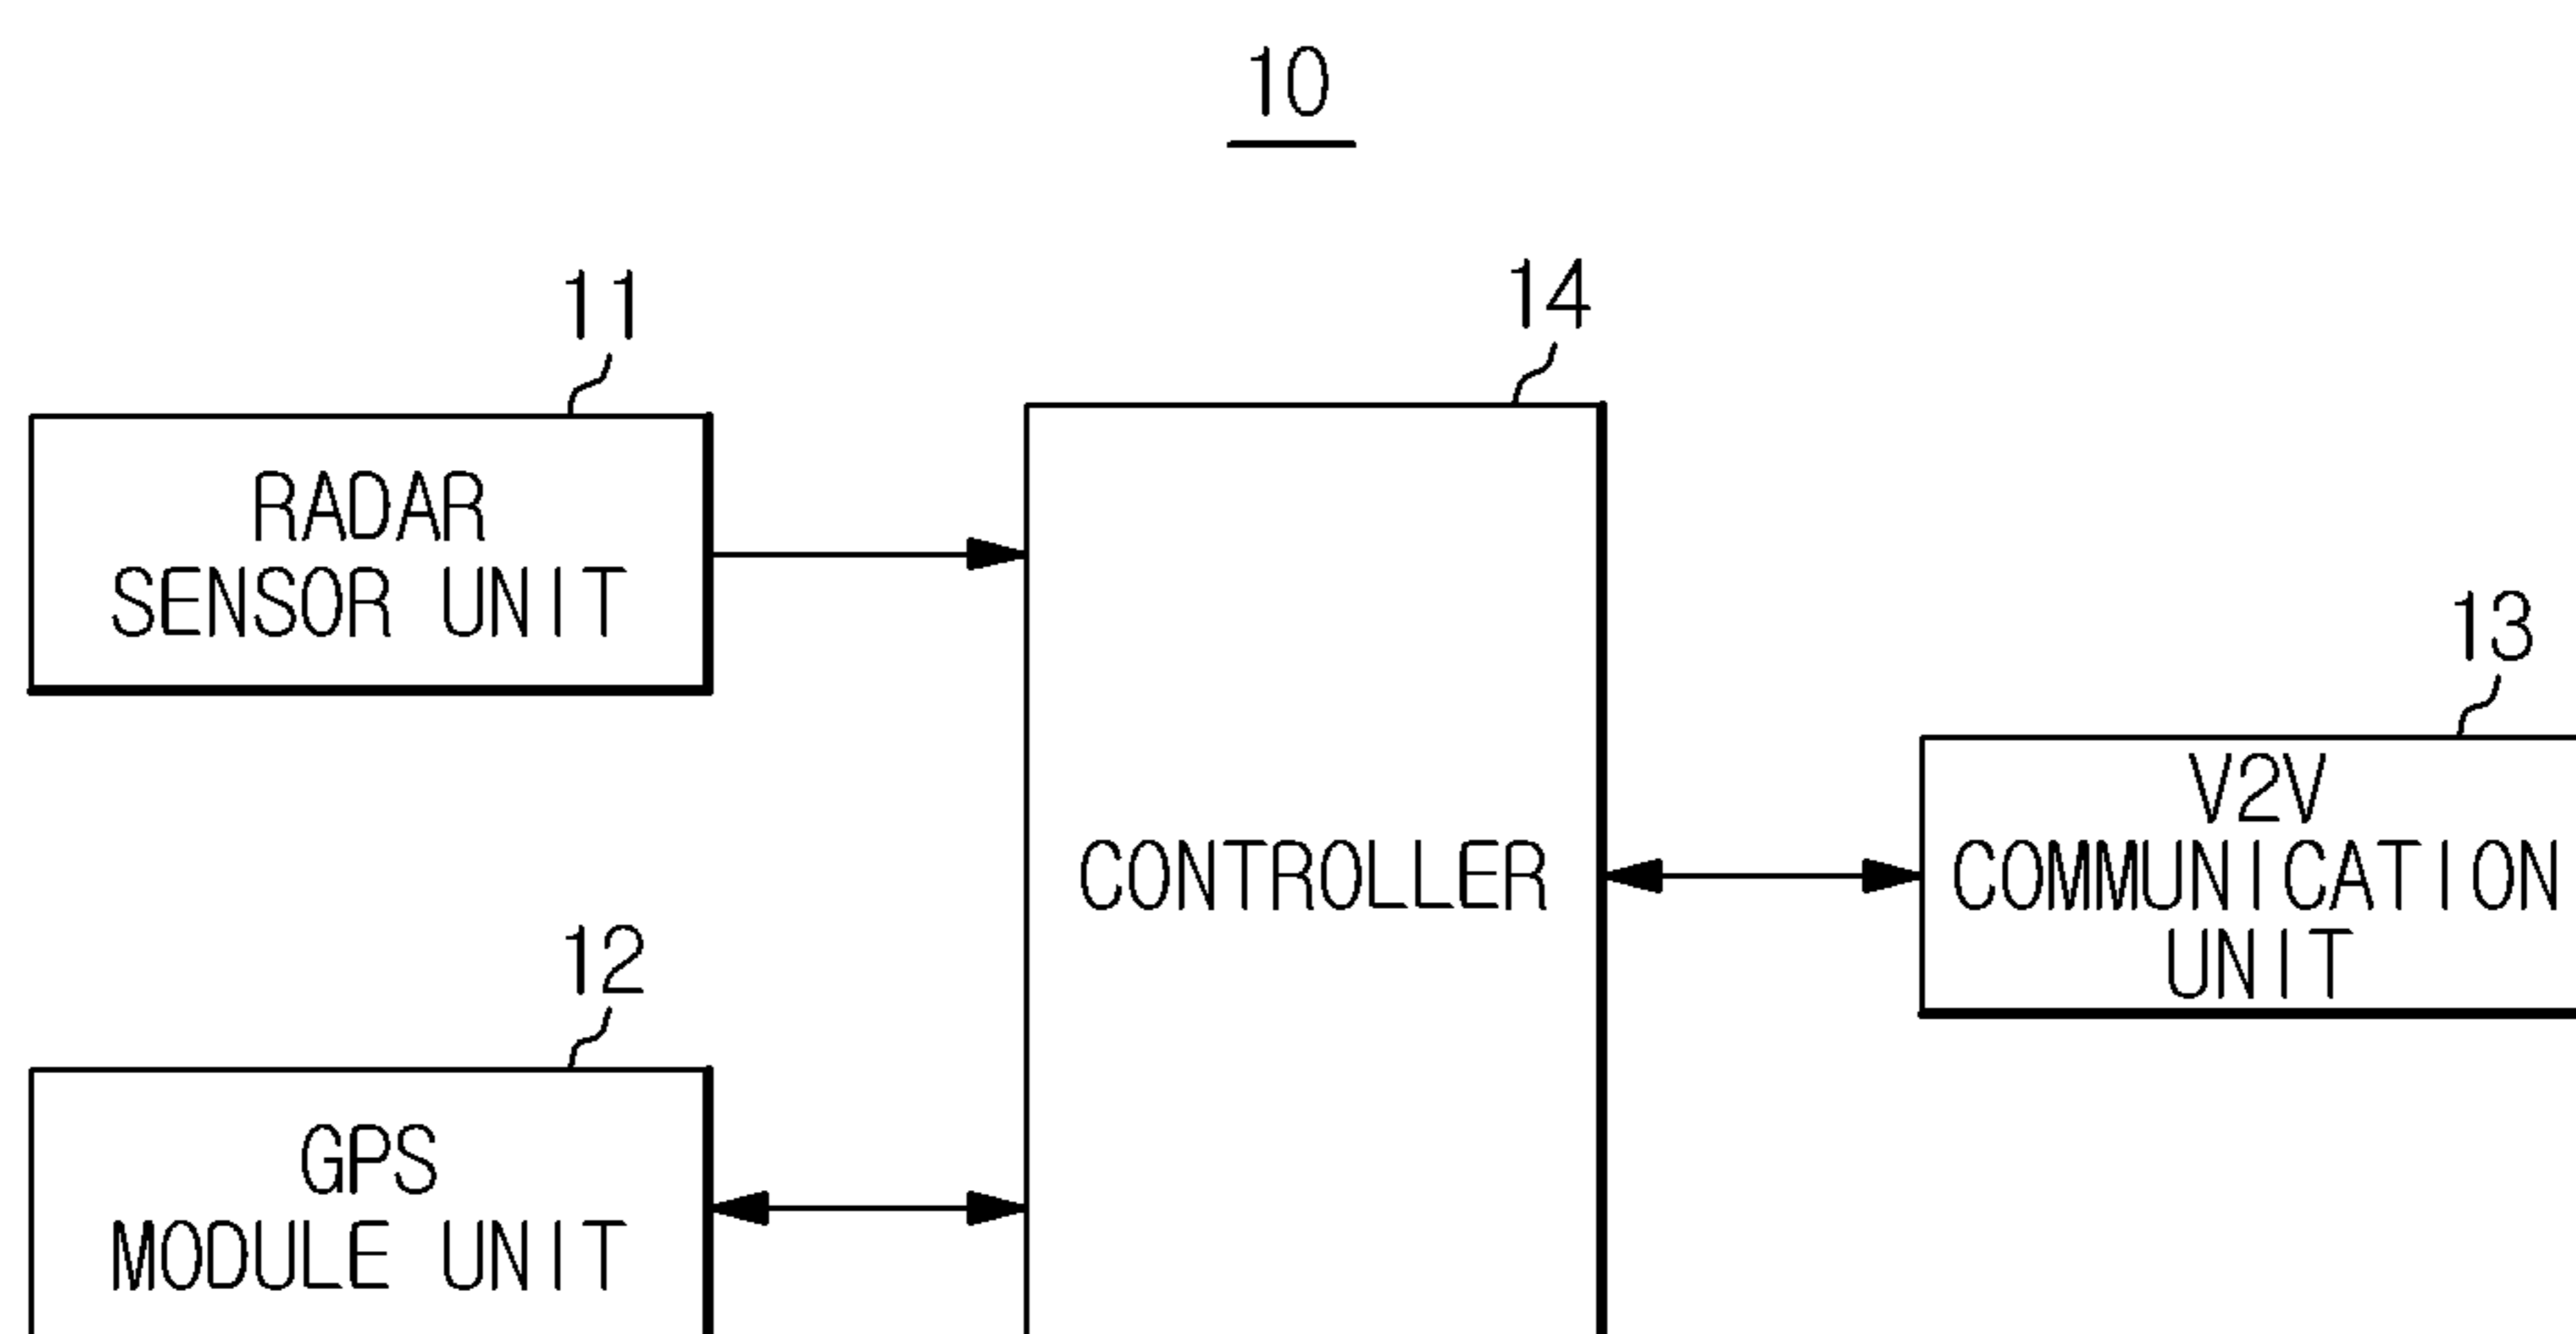 10
11
14
RADAR
SENSOR UNIT
13
V2V
COMMUNICATION
UNIT
CONTROLLER
12
GPS
MODULE UNIT